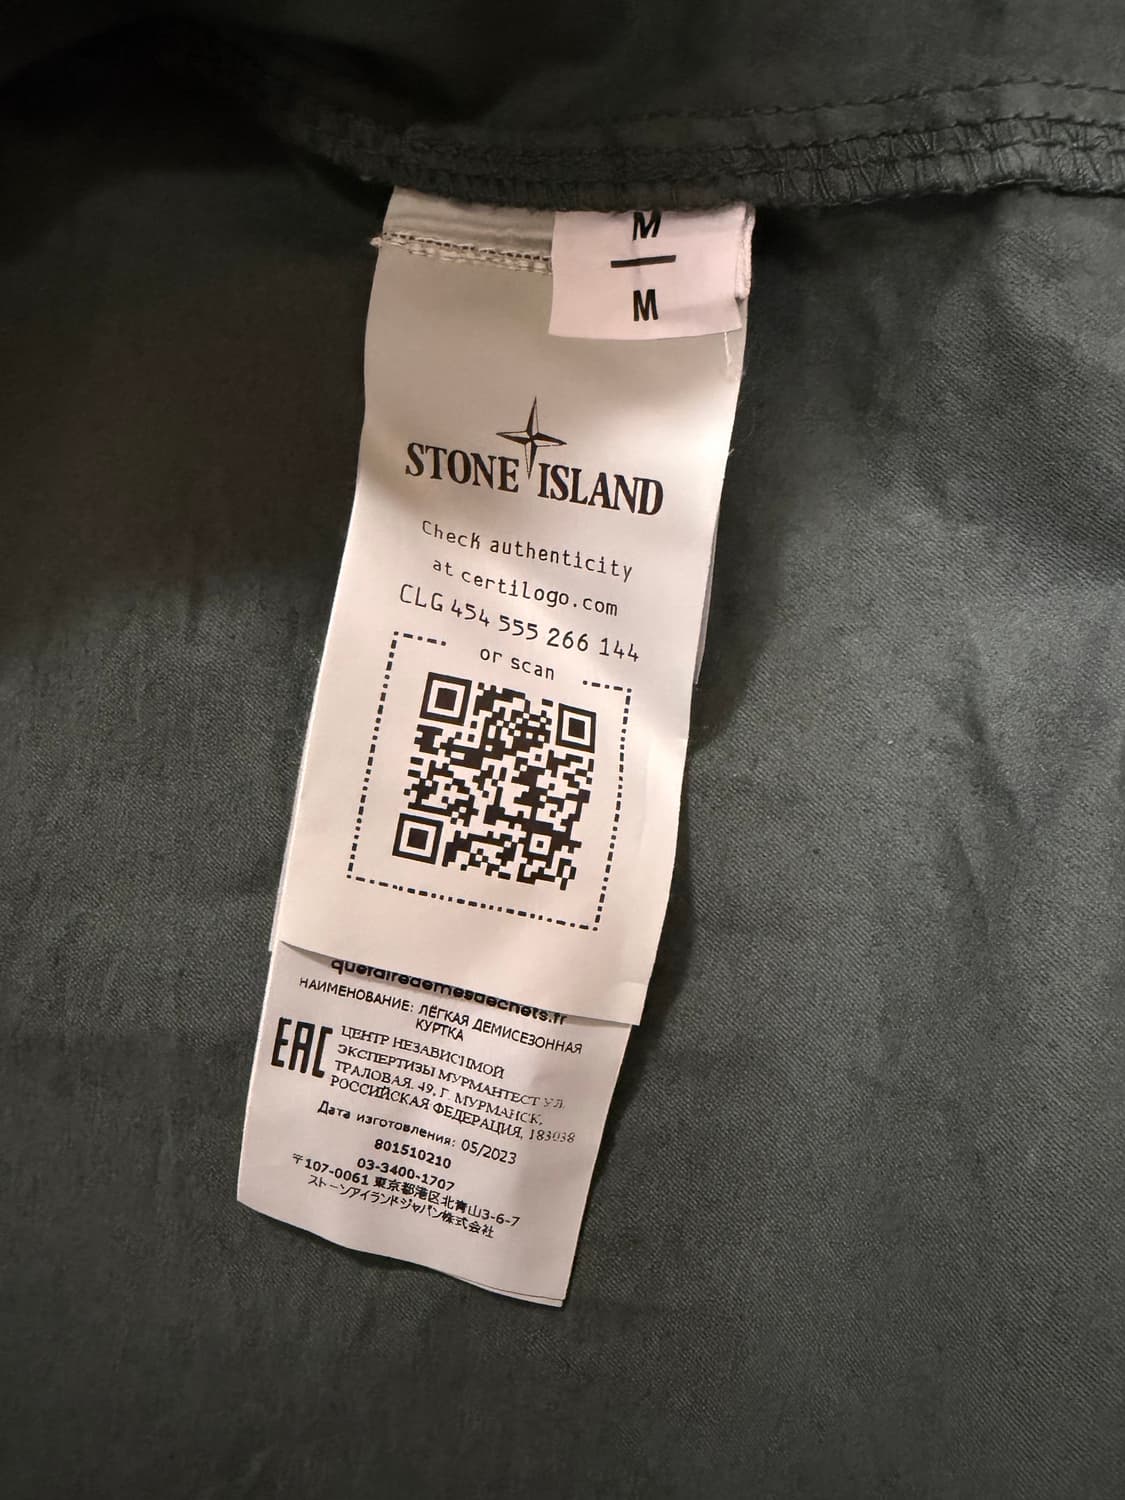 M
M
STONE ISLAND
Check authenticity
at certilogo.com
CLG 454 555 266 144
or scan
quefairedemesdechets.fr
НАИМЕНОВАНИЕ: ЛЁГКАЯ ДЕМИСЕЗОННАЯ
КУРТКА
EAC
ЦЕНТР НЕЗАВИСIМОЙ
ЭКСПЕРТИЗЫ МУРМАНТЕСТ УЛ.
ТРАЛОВАЯ, 49, Г. МУРМАНСК,
РОССИЙСКАЯ ФЕДЕРАЦИЯ, 183038
Дата изготовления: 05/2023
801510210
03-3400-1707
〒107-0061 東京都港区北青山3-6-7
ストーンアイランドジャパン株式会社